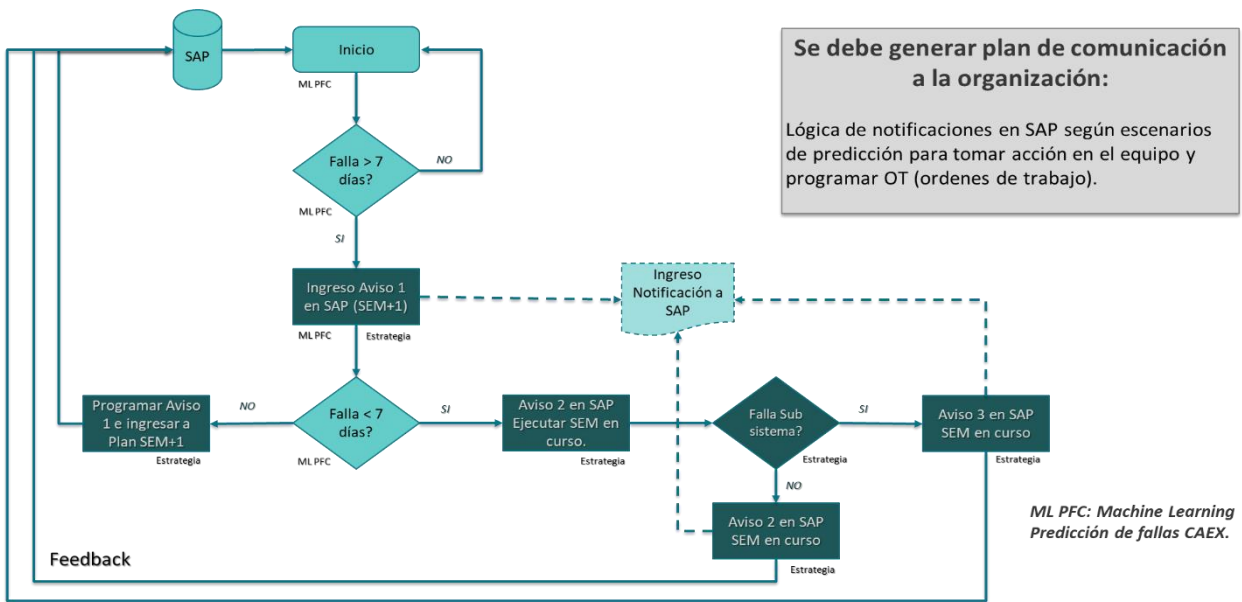 SAP
Inicio
ML PFC
Se debe generar plan de comunicación
a la organización:
Lógica de notificaciones en SAP según escenarios
de predicción para tomar acción en el equipo y
programar OT (ordenes de trabajo).
Falla > 7
días?
NO
ML PFC
SI
Ingreso Aviso 1
en SAP (SEM+1)
ML PFC
Estrategia
Ingreso
Notificación a
SAP
Programar Aviso
1 e ingresar a
Plan SEM+1
Estrategia
NO
Falla < 7
días?
ML PFC
SI
Aviso 2 en SAP
Ejecutar SEM en
curso.
Estrategia
Falla Sub
sistema?
Estrategia
SI
Aviso 3 en SAP
SEM en curso
Estrategia
NO
Aviso 2 en SAP
SEM en curso
Estrategia
ML PFC: Machine Learning
Predicción de fallas CAEX.
Feedback